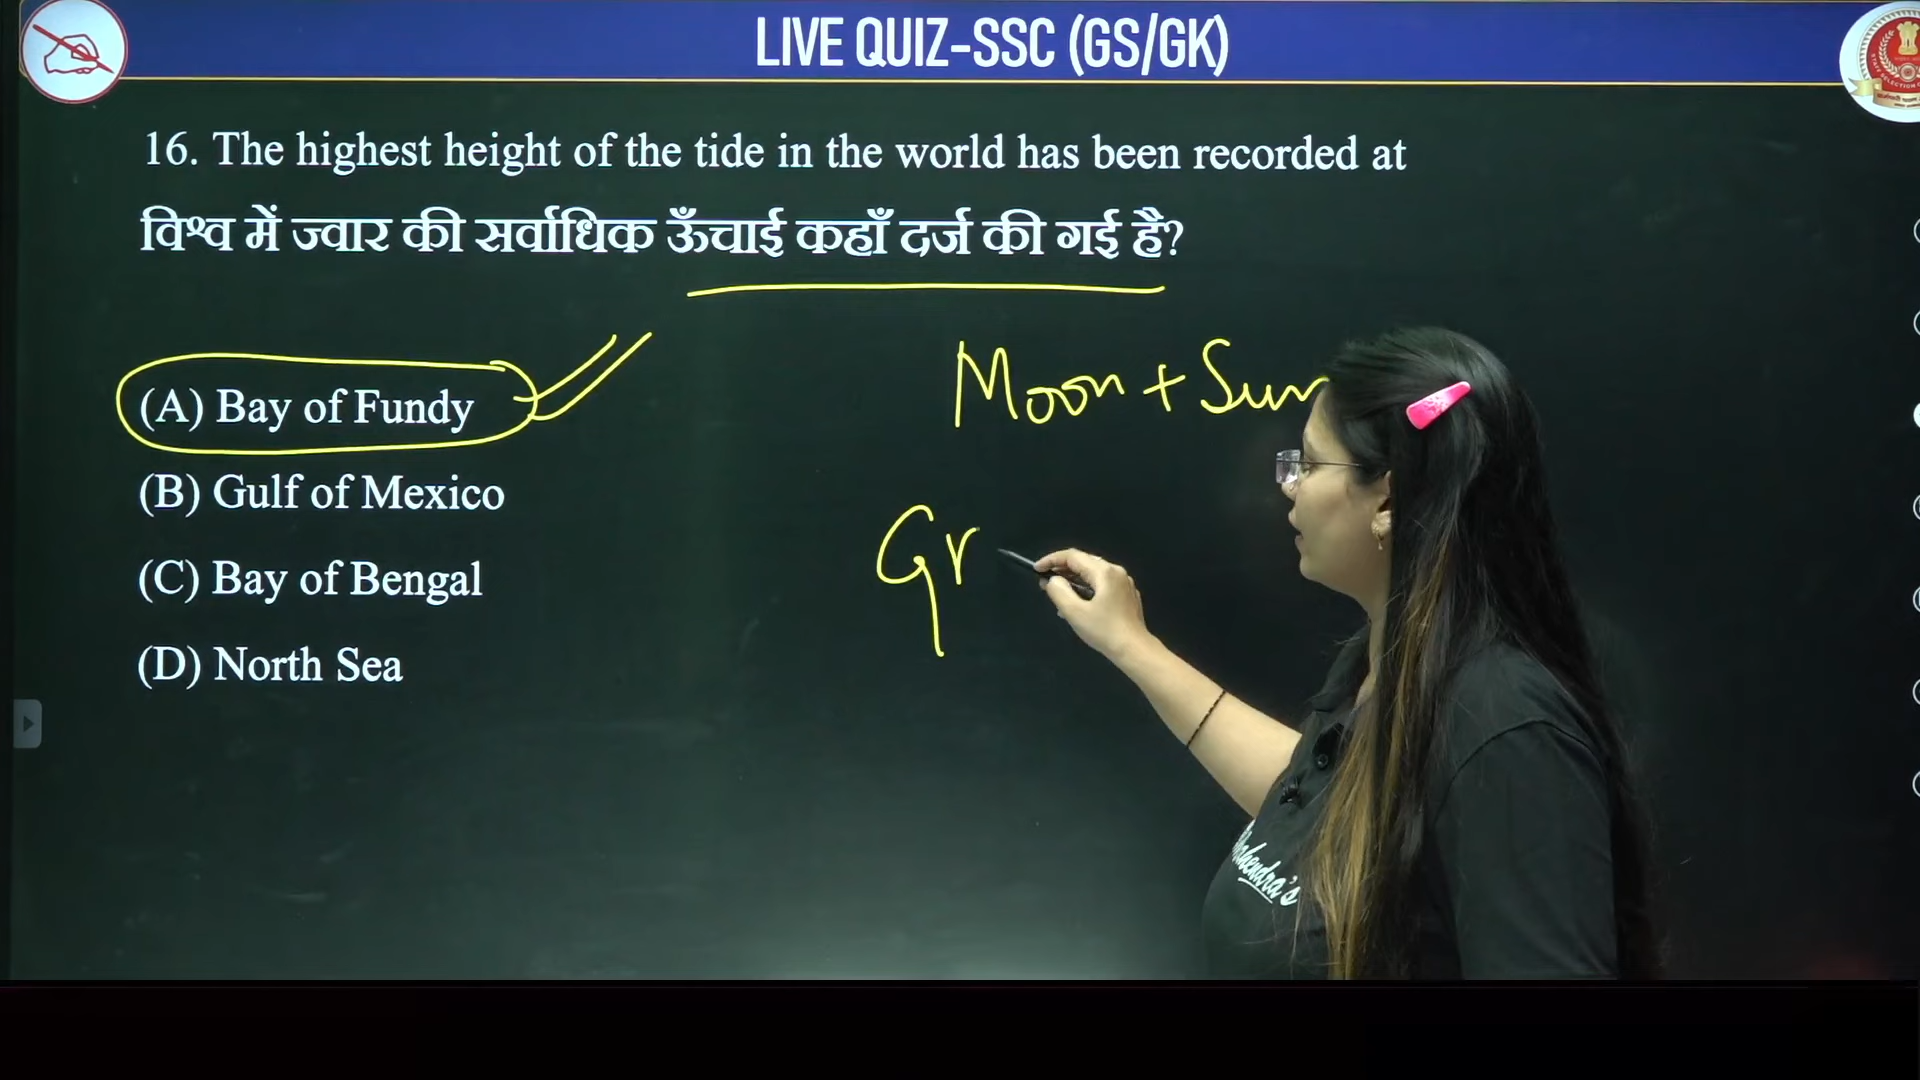 LIVE QUIZ-SSC (GS/GK)
16. The highest height of the tide in the world has been recorded at
विश्व में ज्वार की सर्वाधिक ऊँचाई कहाँ दर्ज की गई है?
(A) Bay of Fundy
(B) Gulf of Mexico
(C) Bay of Bengal
(D) North Sea
Moon + Sun
Gr
Mahendra's